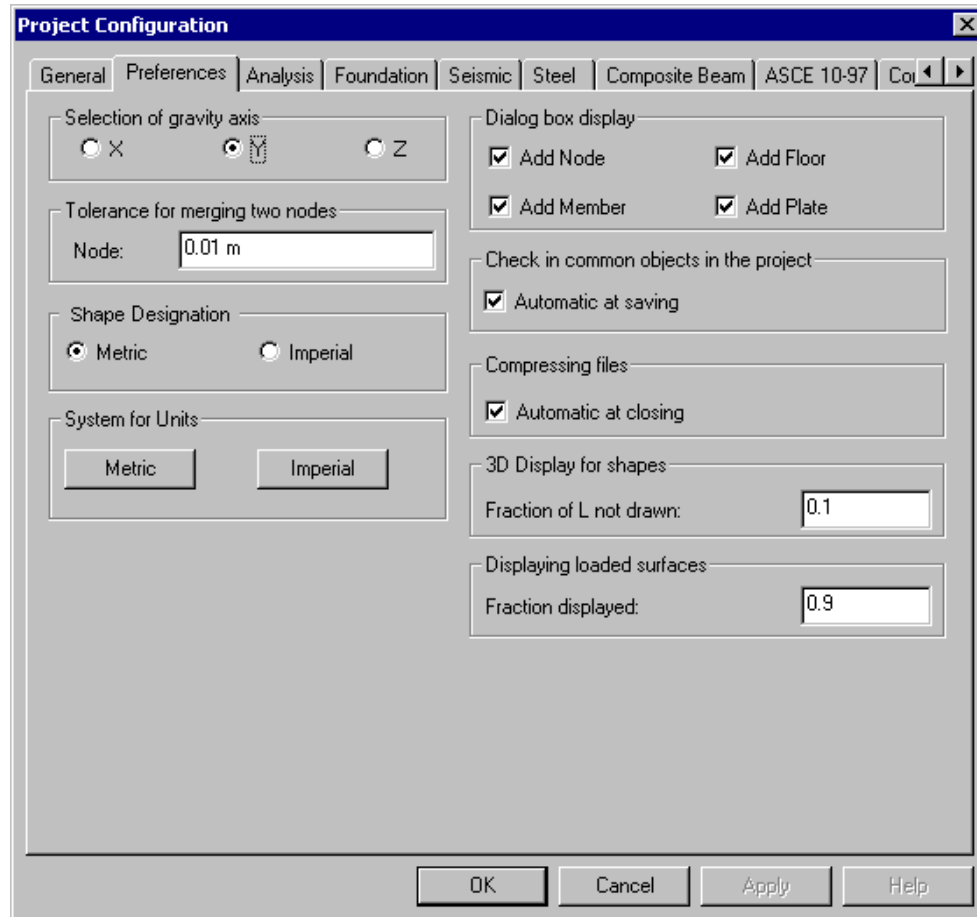 Project Configuration
General Preferences Analysis Foundation Seismic Steel Composite Beam ASCE 10-97
Selection of gravity axis
X Y Z
Tolerance for merging two nodes
Node: 0.01 m
Shape Designation
Metric Imperial
System for Units
Metric Imperial
Dialog box display
Add Node Add Floor
Add Member Add Plate
Check in common objects in the project
Automatic at saving
Compressing files
Automatic at closing
3D Display for shapes
Fraction of L not drawn: 0.1
Displaying loaded surfaces
Fraction displayed: 0.9
OK Cancel Apply Help